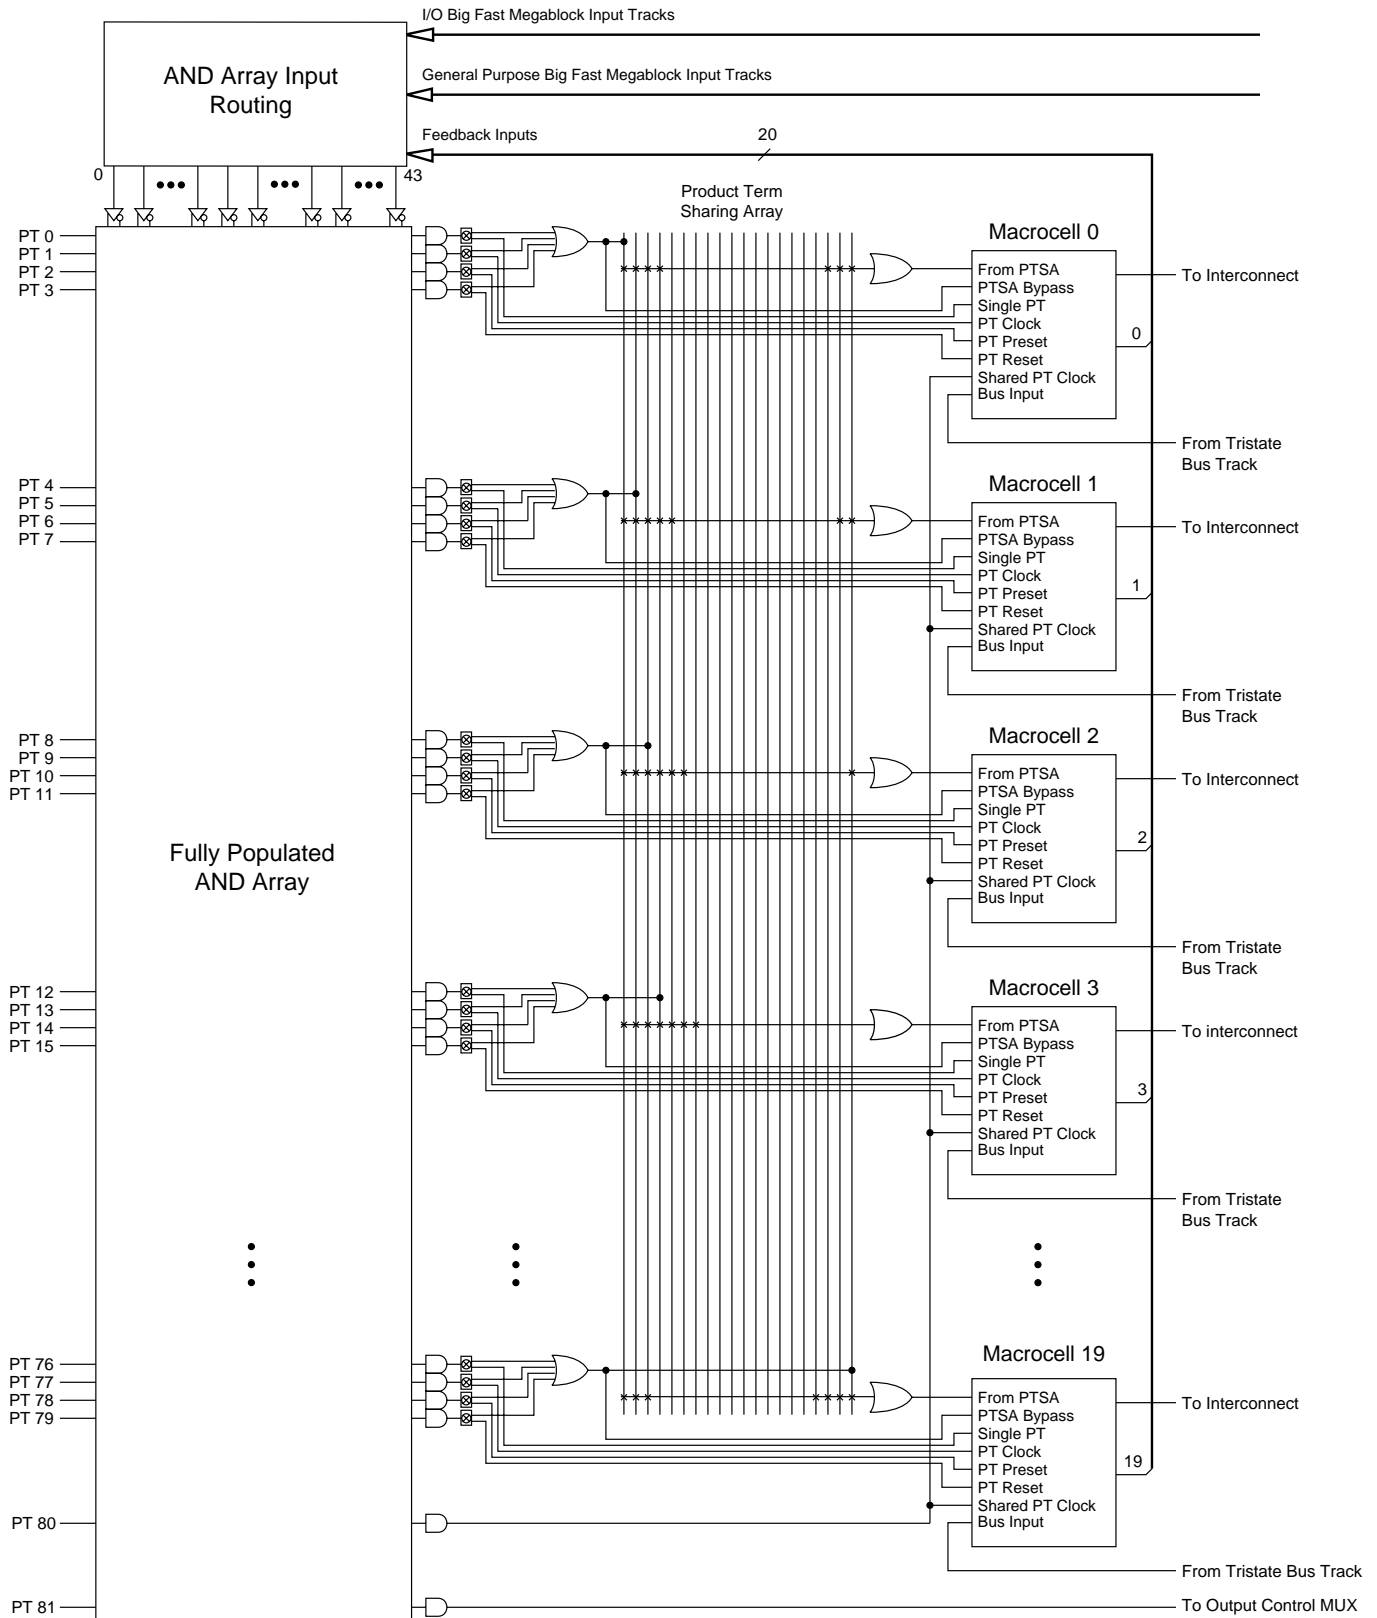 I/O Big Fast Megablock Input Tracks
AND Array Input
Routing
General Purpose Big Fast Megablock Input Tracks
Feedback Inputs
20
0
43
Product Term
Sharing Array
PT 0
PT 1
PT 2
PT 3
Macrocell 0
From PTSA
PTSA Bypass
Single PT
PT Clock
PT Preset
PT Reset
Shared PT Clock
Bus Input
To Interconnect
0
From Tristate
Bus Track
PT 4
PT 5
PT 6
PT 7
Macrocell 1
From PTSA
PTSA Bypass
Single PT
PT Clock
PT Preset
PT Reset
Shared PT Clock
Bus Input
To Interconnect
1
From Tristate
Bus Track
PT 8
PT 9
PT 10
PT 11
Macrocell 2
From PTSA
PTSA Bypass
Single PT
PT Clock
PT Preset
PT Reset
Shared PT Clock
Bus Input
To Interconnect
2
From Tristate
Bus Track
Fully Populated
AND Array
PT 12
PT 13
PT 14
PT 15
Macrocell 3
From PTSA
PTSA Bypass
Single PT
PT Clock
PT Preset
PT Reset
Shared PT Clock
Bus Input
To interconnect
3
From Tristate
Bus Track
PT 76
PT 77
PT 78
PT 79
Macrocell 19
From PTSA
PTSA Bypass
Single PT
PT Clock
PT Preset
PT Reset
Shared PT Clock
Bus Input
To Interconnect
19
PT 80
From Tristate Bus Track
PT 81
To Output Control MUX